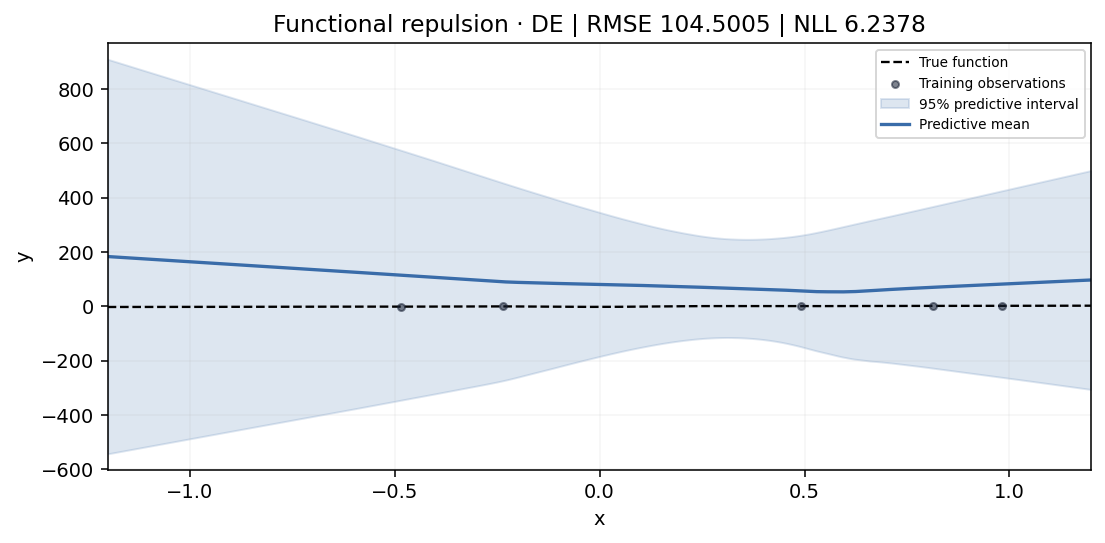 Functional repulsion · DE | RMSE 104.5005 | NLL 6.2378
True function
Training observations
95% predictive interval
Predictive mean
y
800
600
400
200
0
−200
−400
−600
−1.0 −0.5 0.0 0.5 1.0
x